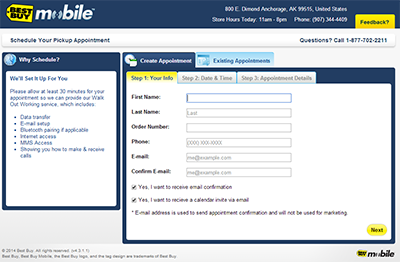 BEST BUY mobile™
800 E. Dimond Anchorage, AK 99515, United States
Store Hours Today: 11am - 8pm Phone: (907) 344-4409
Feedback?
Schedule Your Pickup Appointment
Questions? Call 1-877-702-2211
Why Schedule?
We'll Set It Up For You
Please allow at least 30 minutes for your
appointment so we can provide our Walk
Out Working service, which includes:
• Data transfer
• E-mail setup
• Bluetooth pairing if applicable
• Internet access
• MMS Access
• Showing you how to make & receive
calls
Create Appointment
Existing Appointments
Step 1: Your Info
Step 2: Date & Time
Step 3: Appointment Details
First Name:
Last Name: Last
Order Number:
Phone: (XXX) XXX-XXXX
E-mail: me@example.com
Confirm E-mail: me@example.com
Yes, I want to receive email confirmation
Yes, I want to receive a calendar invite via email
* E-mail address is used to send appointment confirmation and will not be used for marketing.
Next
© 2014 Best Buy. All rights reserved. (v4.3.1.1)
Best Buy, Best Buy Mobile, the Best Buy logo, and the tag design are trademarks of Best Buy.
BEST BUY mobile